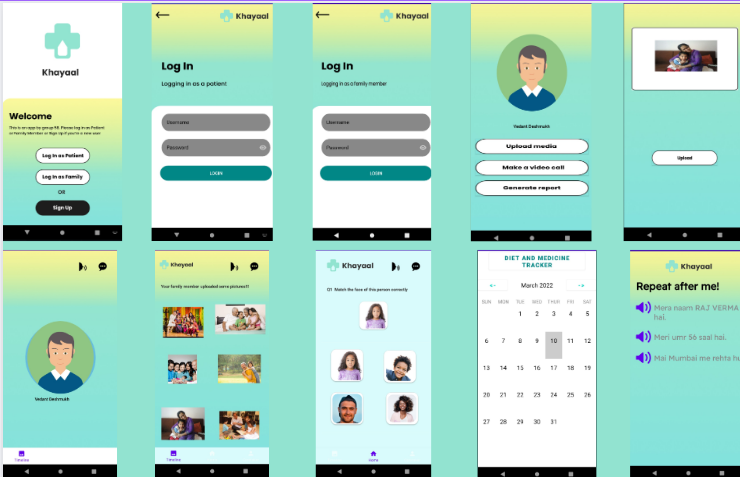 Khayaal
Welcome
This is an app by group 58. Please log in as Patient
or Family Member or Sign Up if you're a new user
Log In as Patient
Log In as Family
OR
Sign Up
Khayaal
Log In
Logging in as a patient
Username
Password
LOGIN
Khayaal
Log In
Logging in as a family member
Username
Password
LOGIN
Vedant Deshmukh
Upload media
Make a video call
Generate report
Upload
Vedant Deshmukh
Timeline
Khayaal
Your family member uploaded some pictures!!!
Timeline
Khayaal
Q1. Match the face of this person correctly
Home
DIET AND MEDICINE
TRACKER
March 2022
SUN MON TUE WED THUR FRI SAT
1 2 3 4 5
6 7 8 9 10 11 12
13 14 15 16 17 18 19
20 21 22 23 24 25 26
27 28 29 30 31
Khayaal
Repeat after me!
Mera naam RAJ VERMA
hai.
Meri umr 56 saal hai.
Mai Mumbai me rehta